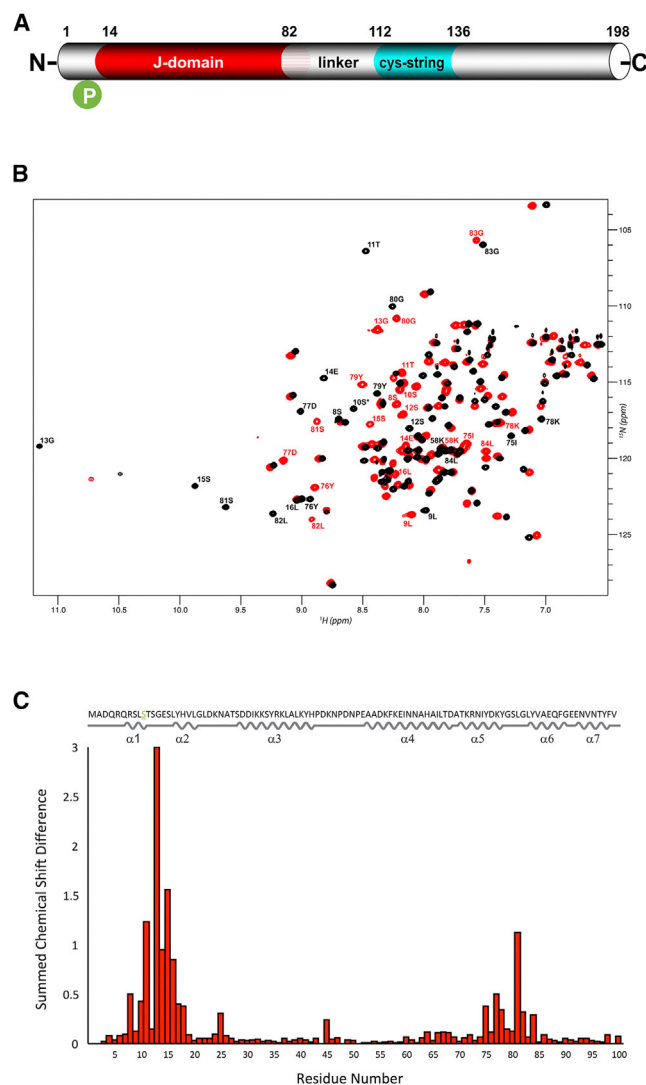 A
1 14 82 112 136 198
N J-domain linker cys-string C
P
B
11T
83G
83G
80G
13G 80G
14E 79Y 79Y 11T
77D 8S 10S* 8S 10S
81S 15S 12S 12S 78K 78K
13G 58K 58K 75I 75I
77D 14E 84L 84L
15S 76Y 16L
81S 16L 76Y
82L 82L 9L 9L
105
110
115
120
125
¹⁵N (ppm)
11.0 10.5 10.0 9.5 9.0 8.5 8.0 7.5 7.0
¹H (ppm)
C
MADQRQRSLSTSGESLYHVLGLDKNATSDDIKKSYRKLALKYHPDKNPDNPEAADKFKEINNAHAILTDATKRNIYDKYGSLGLYVAEQFGEENVNTYFV
α1 α2 α3 α4 α5 α6 α7
3
2.5
2
1.5
1
0.5
0
Summed Chemical Shift Difference
5 10 15 20 25 30 35 40 45 50 55 60 65 70 75 80 85 90 95 100
Residue Number